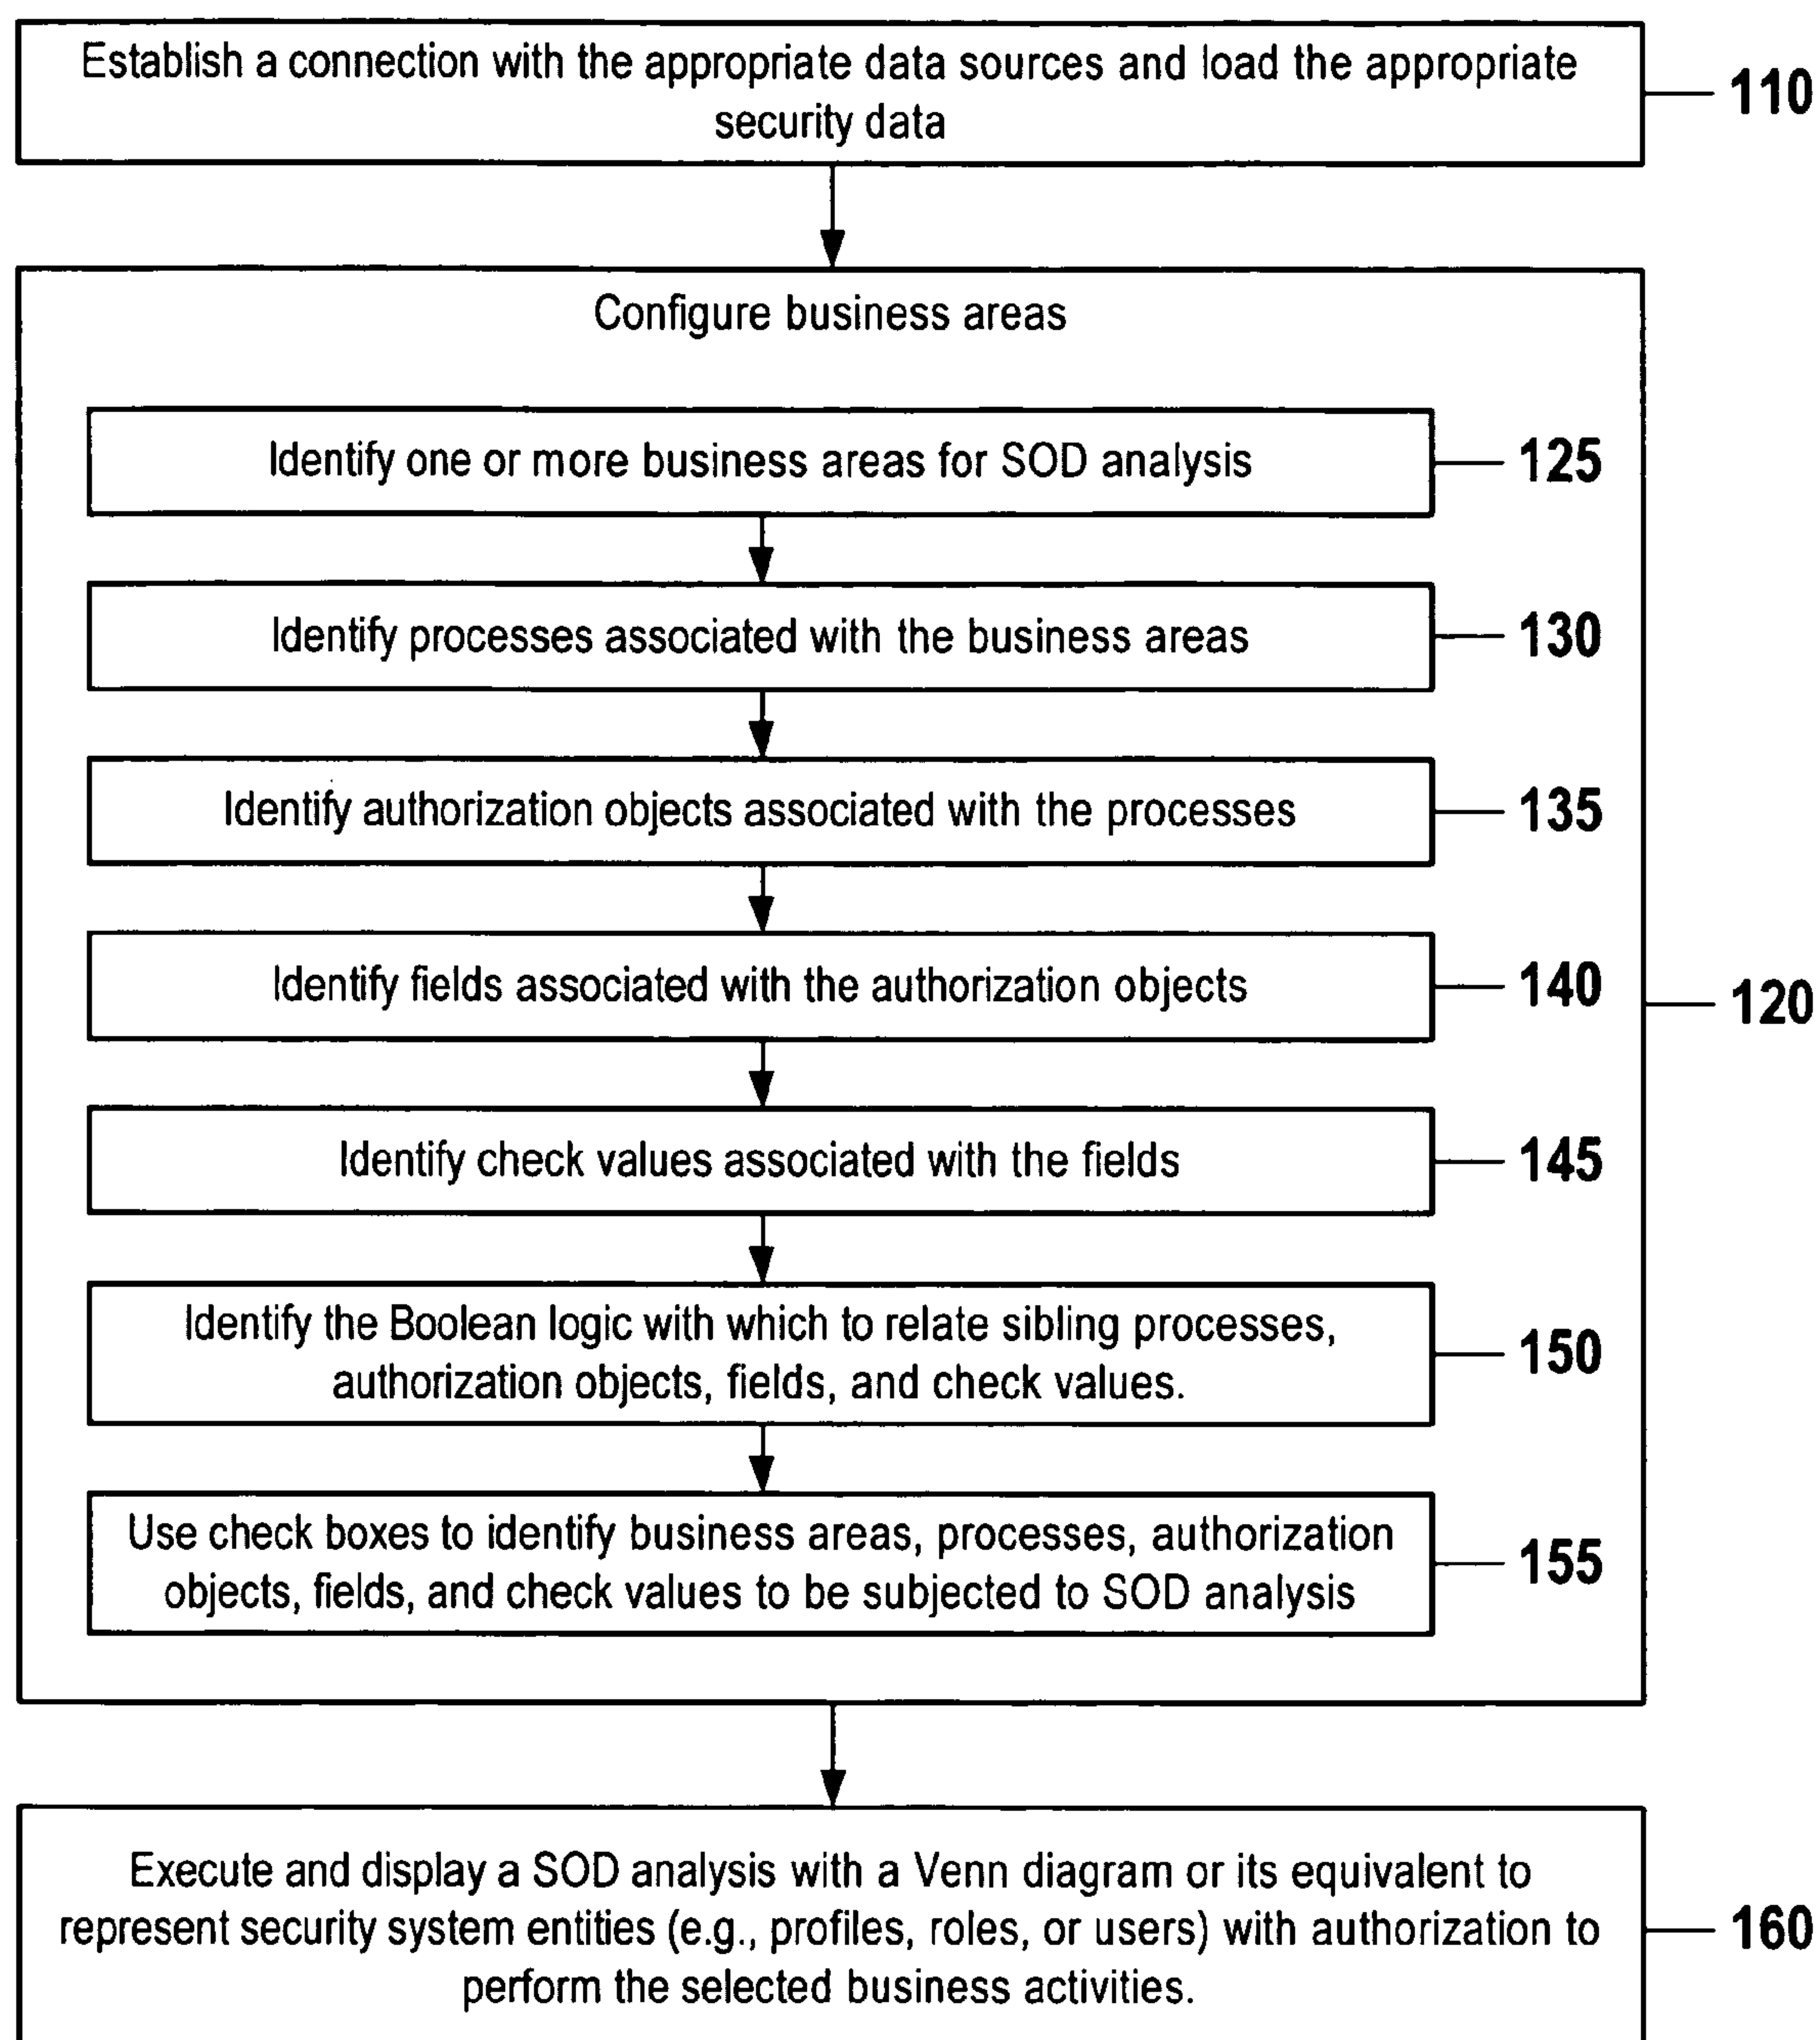 Establish a connection with the appropriate data sources and load the appropriate
security data
110
Configure business areas
Identify one or more business areas for SOD analysis
125
Identify processes associated with the business areas
130
Identify authorization objects associated with the processes
135
Identify fields associated with the authorization objects
140
120
Identify check values associated with the fields
145
Identify the Boolean logic with which to relate sibling processes,
authorization objects, fields, and check values.
150
Use check boxes to identify business areas, processes, authorization
objects, fields, and check values to be subjected to SOD analysis
155
Execute and display a SOD analysis with a Venn diagram or its equivalent to
represent security system entities (e.g., profiles, roles, or users) with authorization to
perform the selected business activities.
160